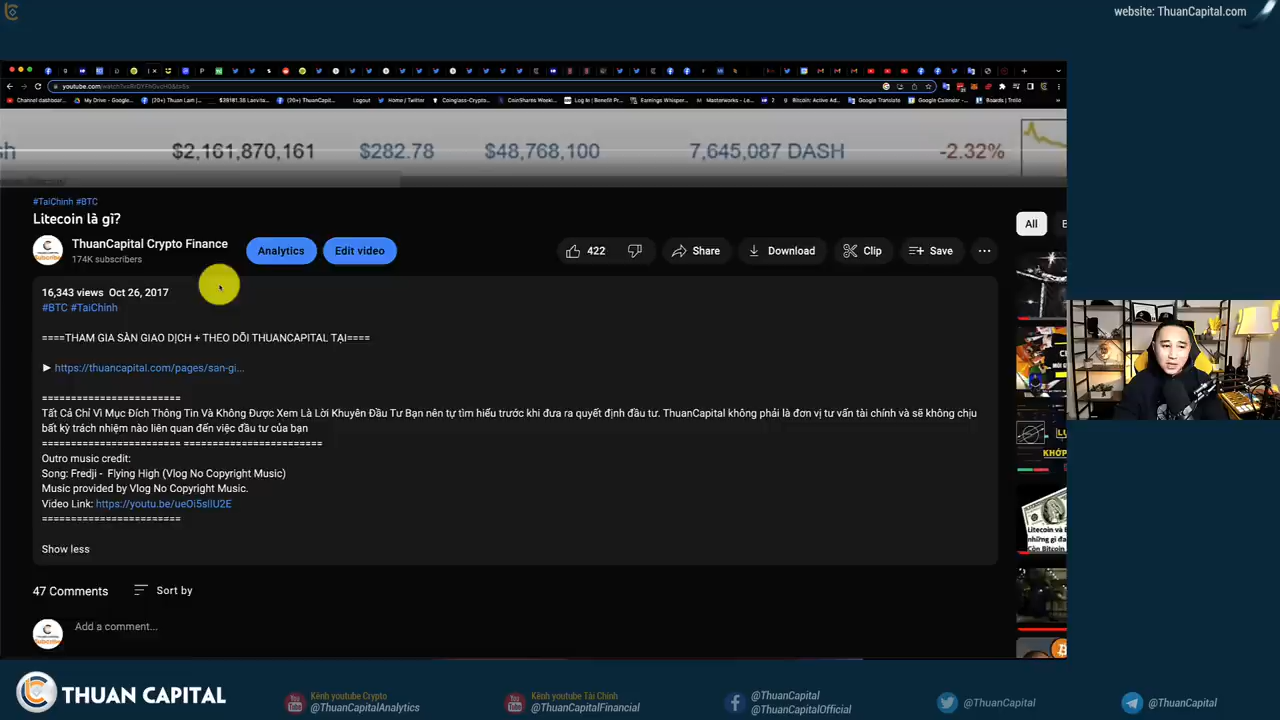 website: ThuanCapital.com
$2,161,870,161 $282.78 $48,768,100 7,645,087 DASH -2.32%
#TaiChinh #BTC
Litecoin là gì?
ThuanCapital Crypto Finance
174K subscribers
Analytics
Edit video
422
Share
Download
Clip
Save
All
16,343 views Oct 26, 2017
#BTC #TaiChinh
====THAM GIA SÀN GIAO DỊCH + THEO DÕI THUANCAPITAL TẠI====
► https://thuancapital.com/pages/san-gi...
========================
Tất Cả Chỉ Vì Mục Đích Thông Tin Và Không Được Xem Là Lời Khuyên Đầu Tư Bạn nên tự tìm hiểu trước khi đưa ra quyết định đầu tư. ThuanCapital không phải là đơn vị tư vấn tài chính và sẽ không chịu
bất kỳ trách nhiệm nào liên quan đến việc đầu tư của bạn
======================== ========================
Outro music credit:
Song: Fredji - Flying High (Vlog No Copyright Music)
Music provided by Vlog No Copyright Music.
Video Link: https://youtu.be/ueOi5sIIU2E
========================
Show less
47 Comments
Sort by
Add a comment...
THUAN CAPITAL
Kênh youtube Crypto
@ThuanCapitalAnalytics
Kênh youtube Tài Chính
@ThuanCapitalFinancial
@ThuanCapital
@ThuanCapitalOfficial
@ThuanCapital
@ThuanCapital